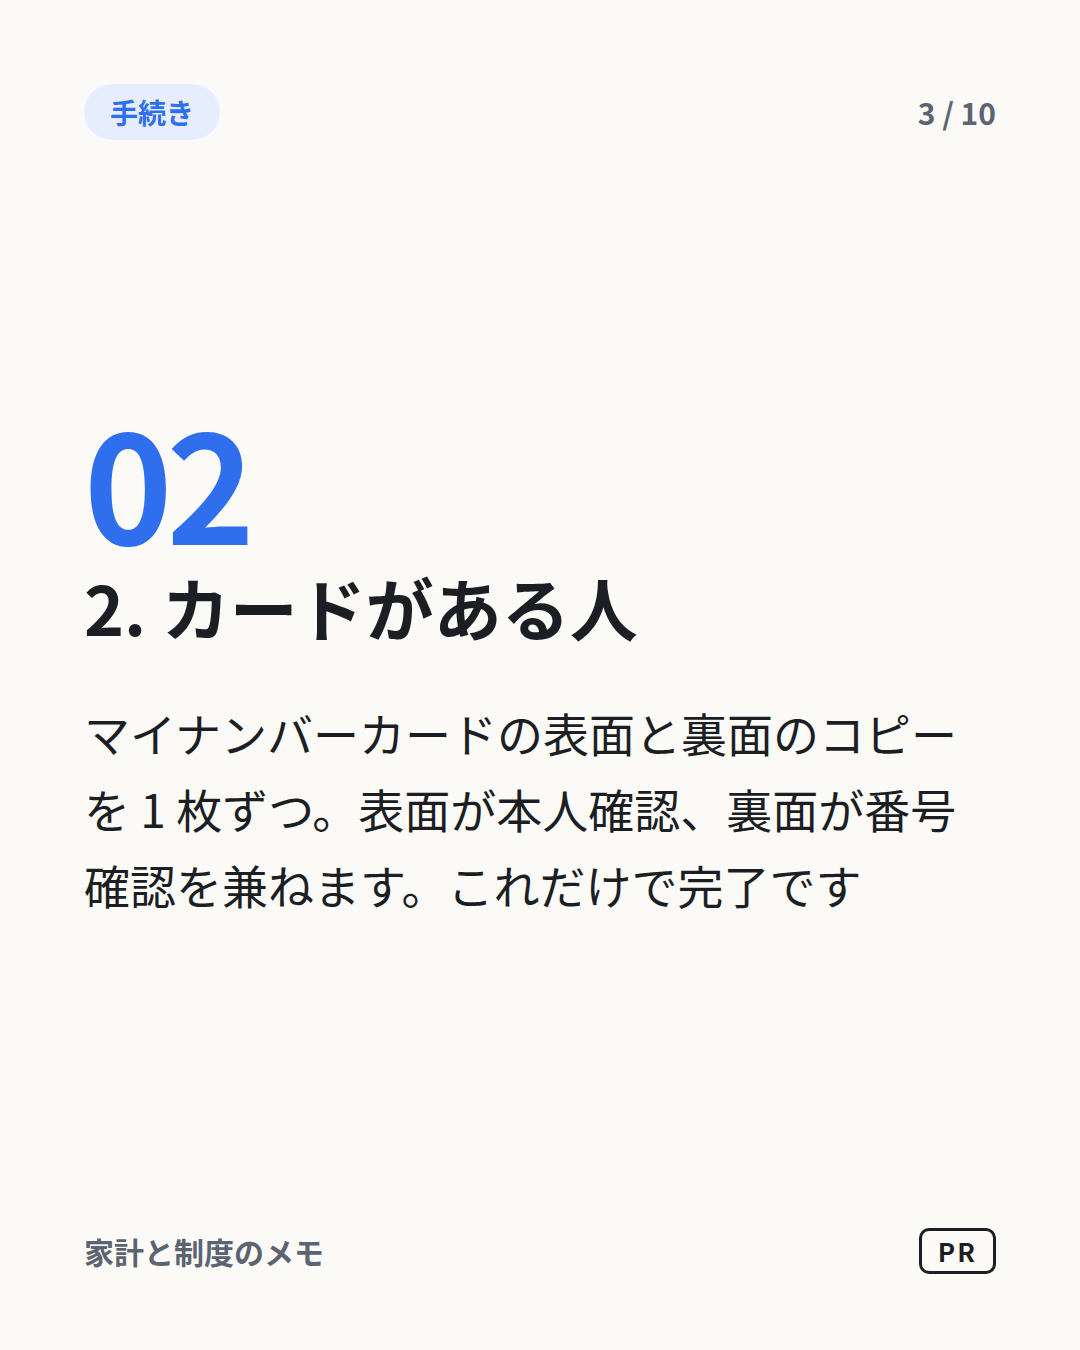 手続き
3 / 10
02
2. カードがある人
マイナンバーカードの表面と裏面のコピー
を 1 枚ずつ。表面が本人確認、裏面が番号
確認を兼ねます。これだけで完了です
家計と制度のメモ
PR